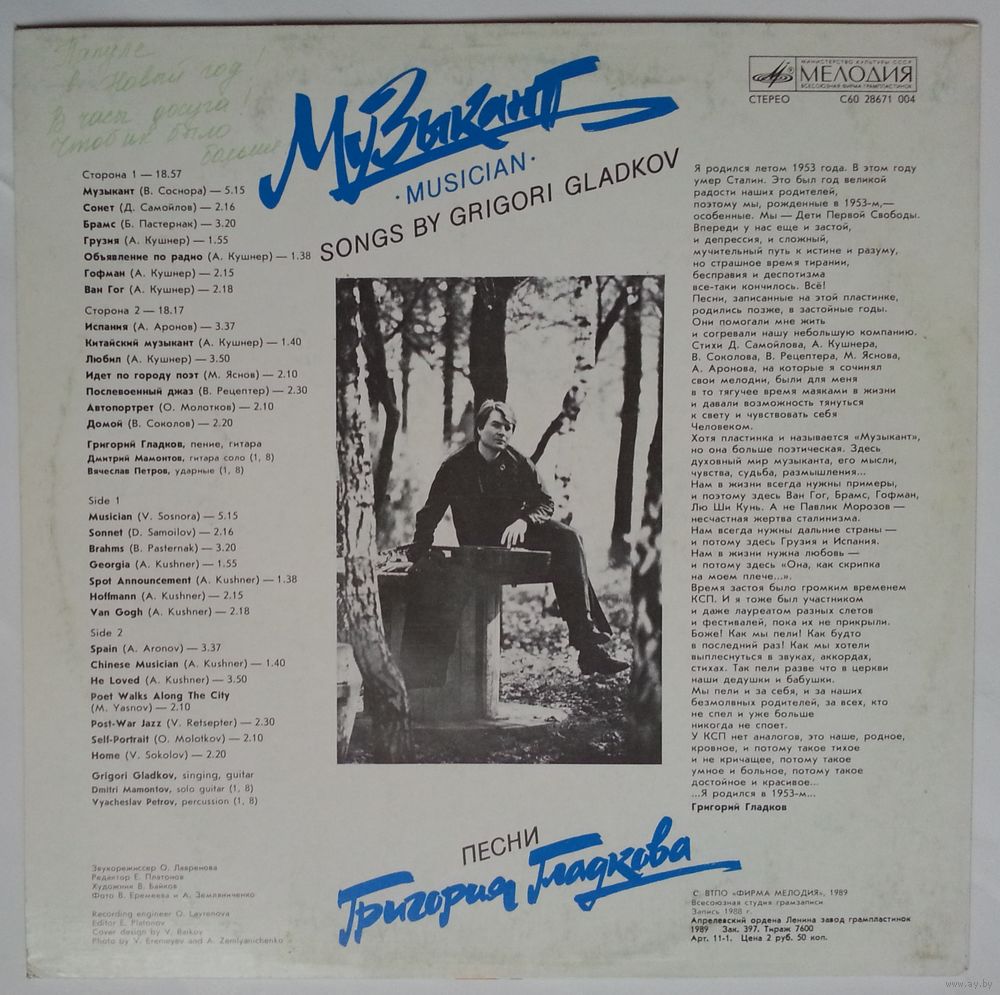 Папуле
в Новый год!
В часы досуга!
Чтоб их было
больше
МуЗыкант
·MUSICIAN·
SONGS BY GRIGORI GLADKOV
МИНИСТЕРСТВО КУЛЬТУРЫ СССР
МЕЛОДИЯ
ВСЕСОЮЗНАЯ ФИРМА ГРАМПЛАСТИНОК
СТЕРЕО С60 28671 004
Сторона 1 — 18.57
Музыкант (В. Соснора) — 5.15
Сонет (Д. Самойлов) — 2.16
Брамс (Б. Пастернак) — 3.20
Грузия (А. Кушнер) — 1.55
Объявление по радио (А. Кушнер) — 1.38
Гофман (А. Кушнер) — 2.15
Ван Гог (А. Кушнер) — 2.18
Сторона 2 — 18.17
Испания (А. Аронов) — 3.37
Китайский музыкант (А. Кушнер) — 1.40
Любил (А. Кушнер) — 3.50
Идет по городу поэт (М. Яснов) — 2.10
Послевоенный джаз (В. Рецептер) — 2.30
Автопортрет (О. Молотков) — 2.10
Домой (В. Соколов) — 2.20
Григорий Гладков, пение, гитара
Дмитрий Мамонтов, гитара соло (1, 8)
Вячеслав Петров, ударные (1, 8)
Side 1
Musician (V. Sosnora) — 5.15
Sonnet (D. Samoilov) — 2.16
Brahms (B. Pasternak) — 3.20
Georgia (A. Kushner) — 1.55
Spot Announcement (A. Kushner) — 1.38
Hoffmann (A. Kushner) — 2.15
Van Gogh (A. Kushner) — 2.18
Side 2
Spain (A. Aronov) — 3.37
Chinese Musician (A. Kushner) — 1.40
He Loved (A. Kushner) — 3.50
Poet Walks Along The City
(M. Yasnov) — 2.10
Post-War Jazz (V. Retsepter) — 2.30
Self-Portrait (O. Molotkov) — 2.10
Home (V. Sokolov) — 2.20
Grigori Gladkov, singing, guitar
Dmitri Mamontov, solo guitar (1, 8)
Vyacheslav Petrov, percussion (1, 8)
Звукорежиссер О. Лавренова
Редактор Е. Платонов
Художник В. Байков
Фото В. Еремеева и А. Земляниченко
Recording engineer O. Lavrenova
Editor E. Platonov
Cover design by V. Baikov
Photo by V. Eremeyev and A. Zemlyanichenko
Я родился летом 1953 года. В этом году
умер Сталин. Это был год великой
радости наших родителей,
поэтому мы, рожденные в 1953-м,—
особенные. Мы — Дети Первой Свободы.
Впереди у нас еще и застой,
и депрессия, и сложный,
мучительный путь к истине и разуму,
но страшное время тирании,
бесправия и деспотизма
все-таки кончилось. Всё!
Песни, записанные на этой пластинке,
родились позже, в застойные годы.
Они помогали мне жить
и согревали нашу небольшую компанию.
Стихи Д. Самойлова, А. Кушнера,
В. Соколова, В. Рецептера, М. Яснова,
А. Аронова, на которые я сочинял
свои мелодии, были для меня
в то тягучее время маяками в жизни
и давали возможность тянуться
к свету и чувствовать себя
Человеком.
Хотя пластинка и называется «Музыкант»,
но она больше поэтическая. Здесь
духовный мир музыканта, его мысли,
чувства, судьба, размышления...
Нам в жизни всегда нужны примеры,
и поэтому здесь Ван Гог, Брамс, Гофман,
Лю Ши Кунь. А не Павлик Морозов —
несчастная жертва сталинизма.
Нам всегда нужны дальние страны —
и потому здесь Грузия и Испания.
Нам в жизни нужна любовь —
и потому здесь «Она, как скрипка
на моем плече...».
Время застоя было громким временем
КСП. И я тоже был участником
и даже лауреатом разных слетов
и фестивалей, пока их не прикрыли.
Боже! Как мы пели! Как будто
в последний раз! Как мы хотели
выплеснуться в звуках, аккордах,
стихах. Так пели разве что в церкви
наши дедушки и бабушки.
Мы пели и за себя, и за наших
безмолвных родителей, за всех, кто
не спел и уже больше
никогда не споет.
У КСП нет аналогов, это наше, родное,
кровное, и потому такое тихое
и не кричащее, потому такое
умное и больное, потому такое
достойное и красивое...
...Я родился в 1953-м...
Григорий Гладков
ПЕСНИ
Григория Гладкова
С ВТПО «ФИРМА МЕЛОДИЯ», 1989
Всесоюзная студия грамзаписи
Запись 1988 г.
Апрелевский ордена Ленина завод грампластинок
1989 Зак. 397. Тираж 7600
Арт. 11-1. Цена 2 руб. 50 коп.
www.ay.by